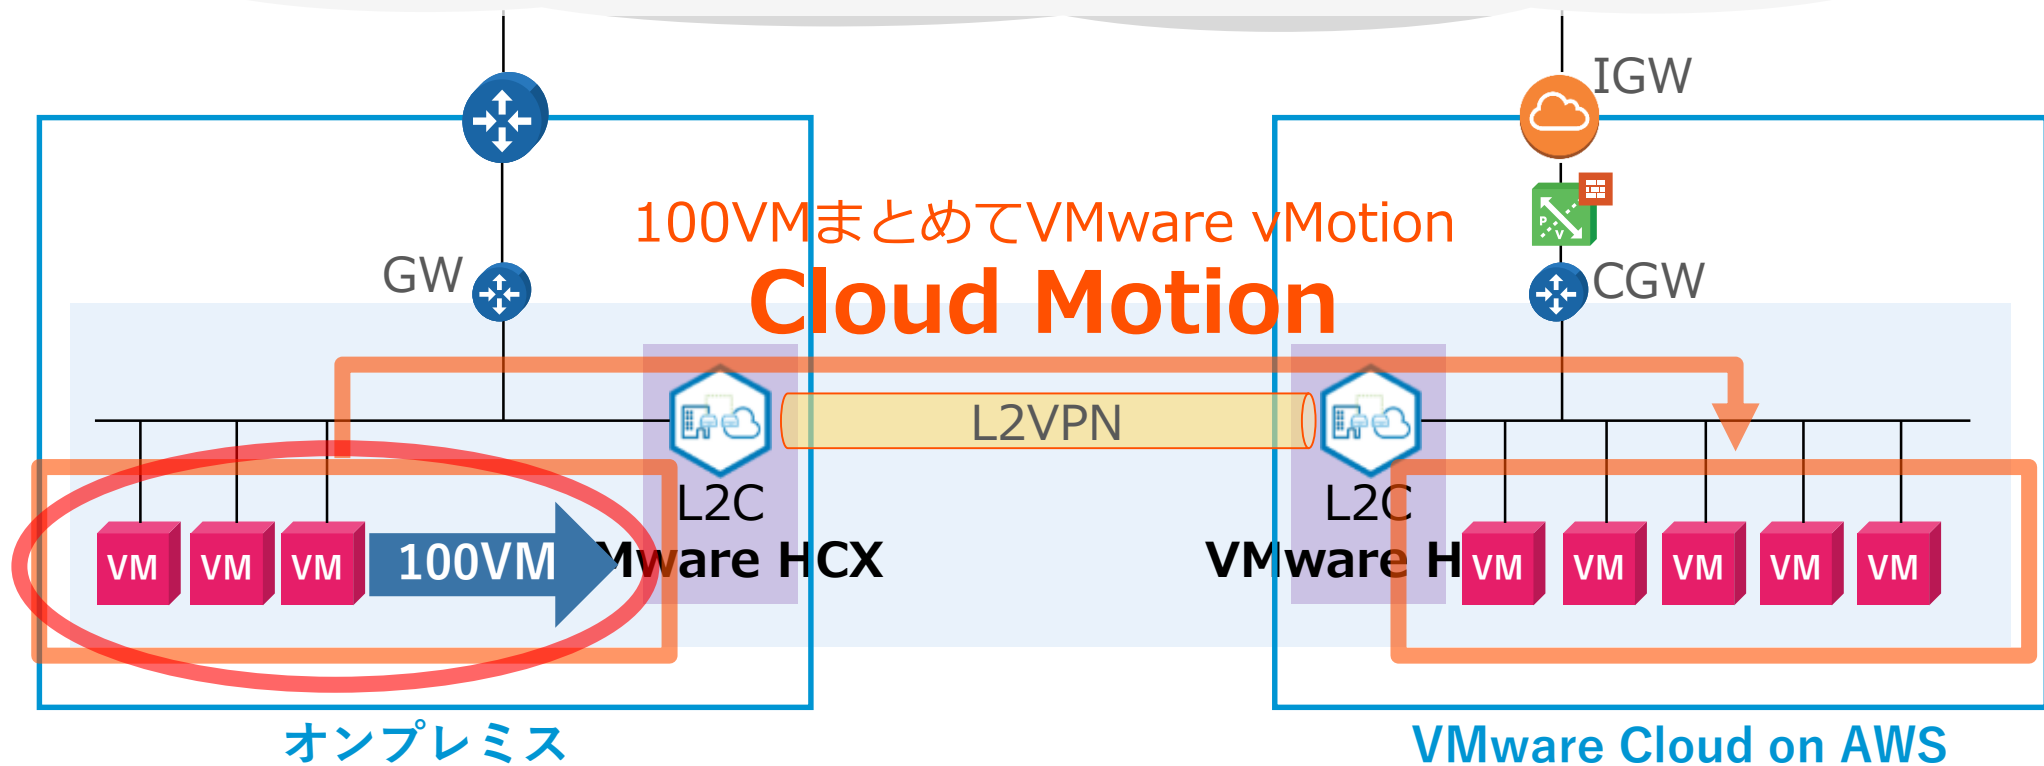 IGW
100VMまとめてVMware vMotion
GW
Cloud Motion
CGW
L2VPN
L2C
L2C
Mware HCX
VMware H
VM
VM
VM
100VM
VM
VM
VM
VM
VM
P
V
オンプレミス
VMware Cloud on AWS